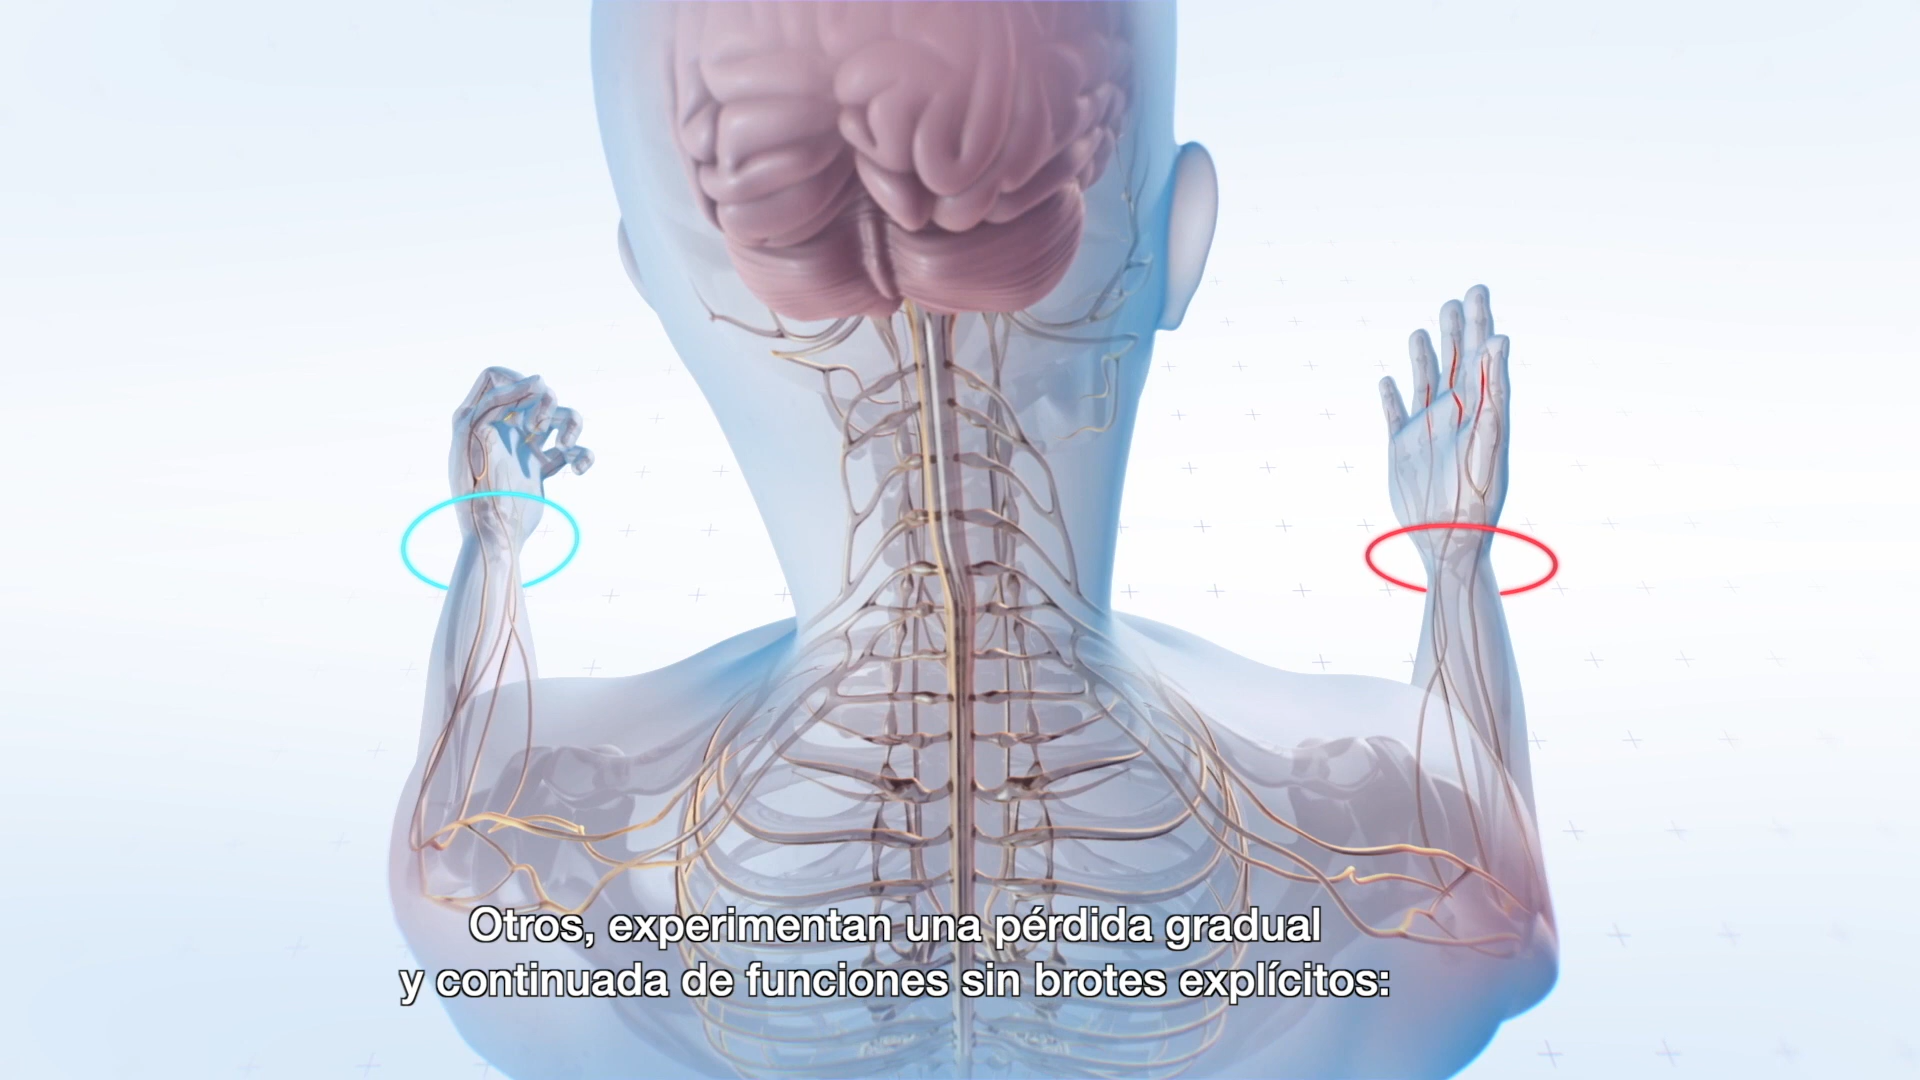 Otros, experimentan una pérdida gradual
y continuada de funciones sin brotes explícitos: